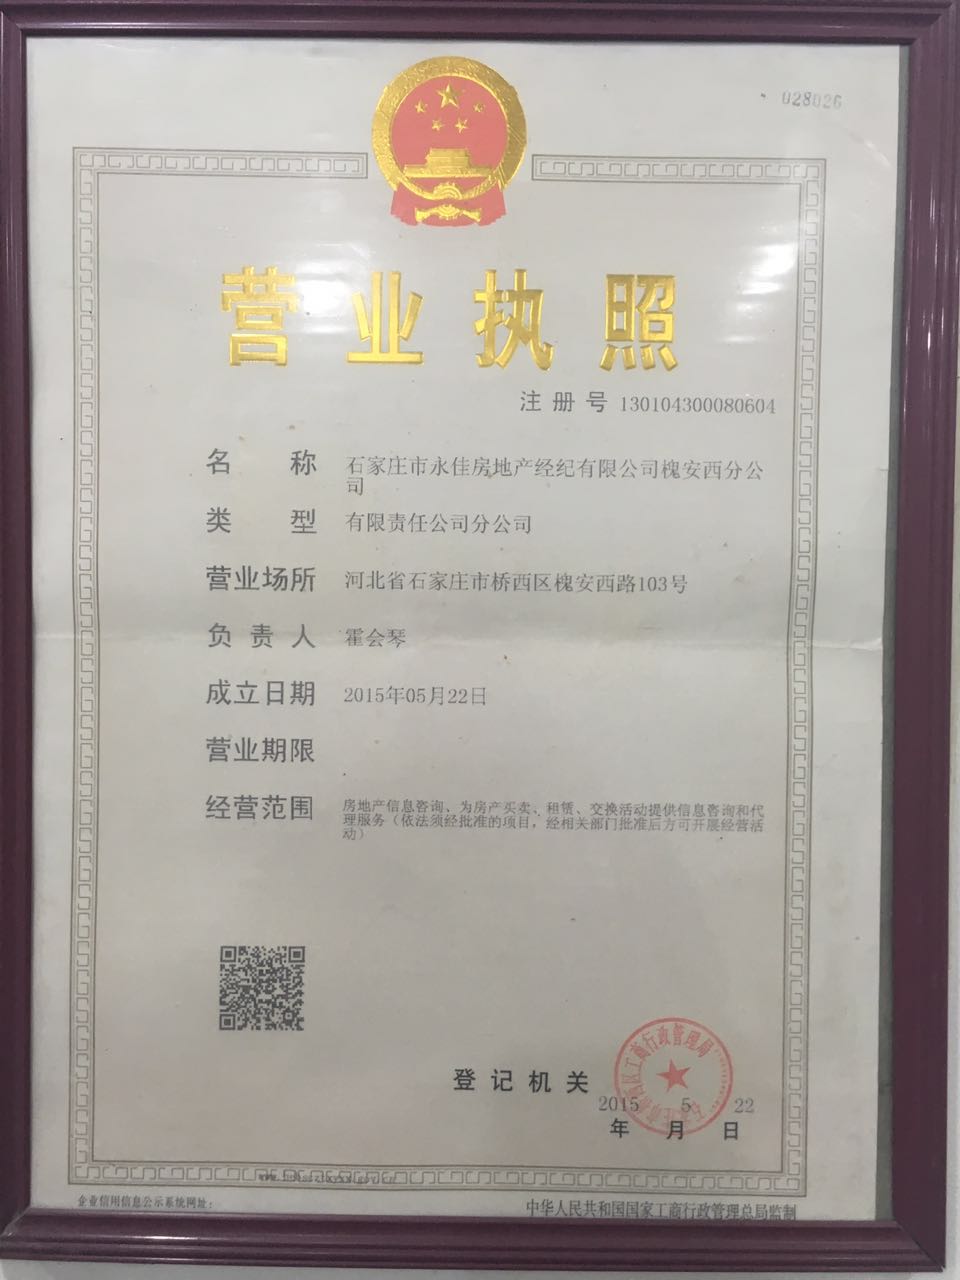 028026
营业执照
注册号 130104300080604
名称 石家庄市永佳房地产经纪有限公司槐安西分公
司
类型 有限责任公司分公司
营业场所 河北省石家庄市桥西区槐安西路103号
负责人 霍会琴
成立日期 2015年05月22日
营业期限
经营范围 房地产信息咨询、为房产买卖、租赁、交换活动提供信息咨询和代
理服务（依法须经批准的项目，经相关部门批准后方可开展经营活
动）
登记机关
工商行政管理局
2015 5 22
年 月 日
企业信用信息公示系统网址：
中华人民共和国国家工商行政管理总局监制